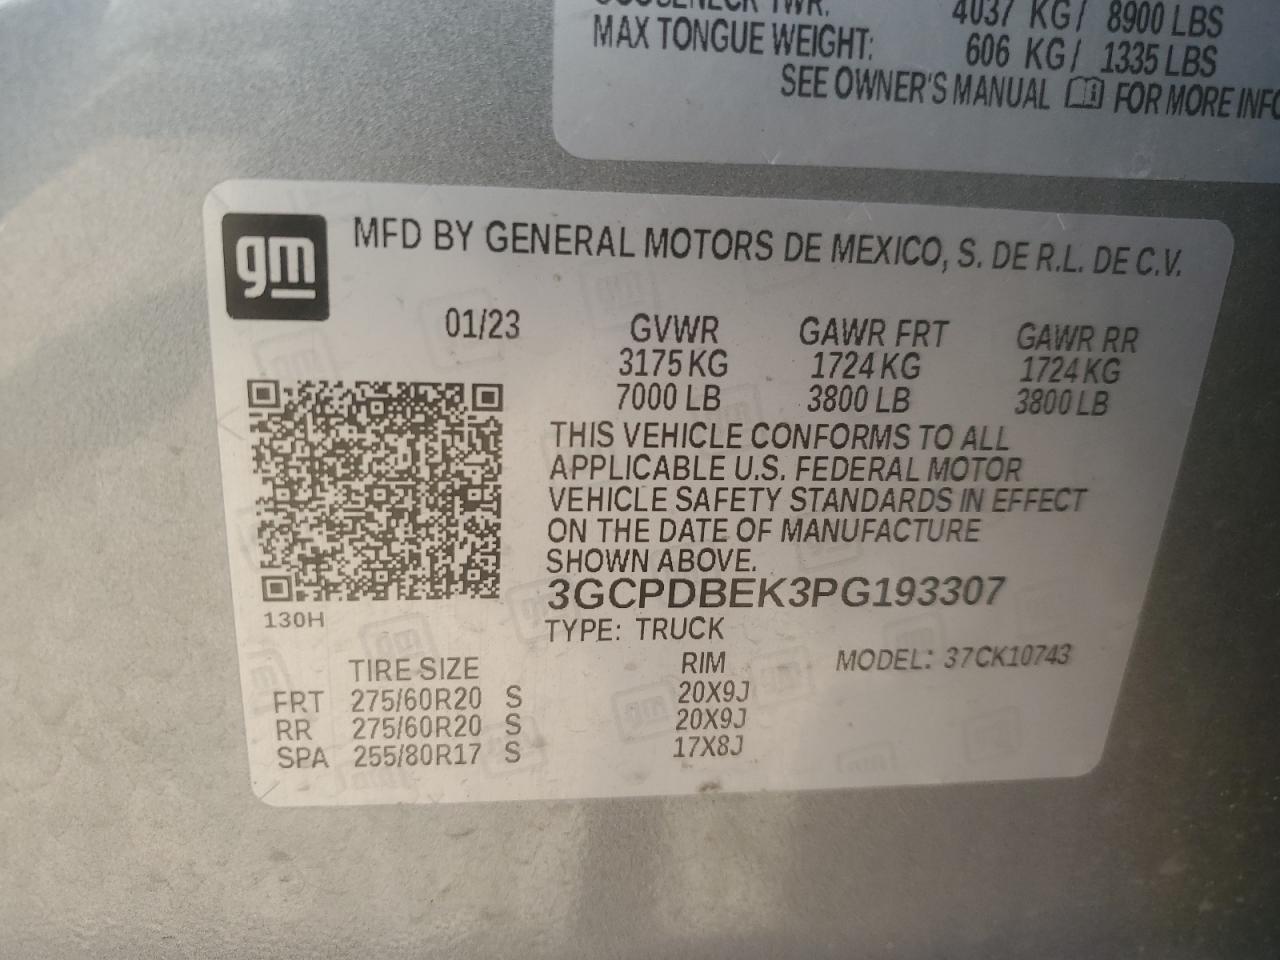 GOOSENECK TWR: 4037 KG/ 8900 LBS
MAX TONGUE WEIGHT: 606 KG/ 1335 LBS
SEE OWNER'S MANUAL FOR MORE INFO
gm
MFD BY GENERAL MOTORS DE MEXICO, S. DE R.L. DE C.V.
01/23 GVWR GAWR FRT GAWR RR
3175 KG 1724 KG 1724 KG
7000 LB 3800 LB 3800 LB
THIS VEHICLE CONFORMS TO ALL
APPLICABLE U.S. FEDERAL MOTOR
VEHICLE SAFETY STANDARDS IN EFFECT
ON THE DATE OF MANUFACTURE
SHOWN ABOVE.
3GCPDBEK3PG193307
130H
TYPE: TRUCK
MODEL: 37CK10743
TIRE SIZE RIM
FRT 275/60R20 S 20X9J
RR 275/60R20 S 20X9J
SPA 255/80R17 S 17X8J